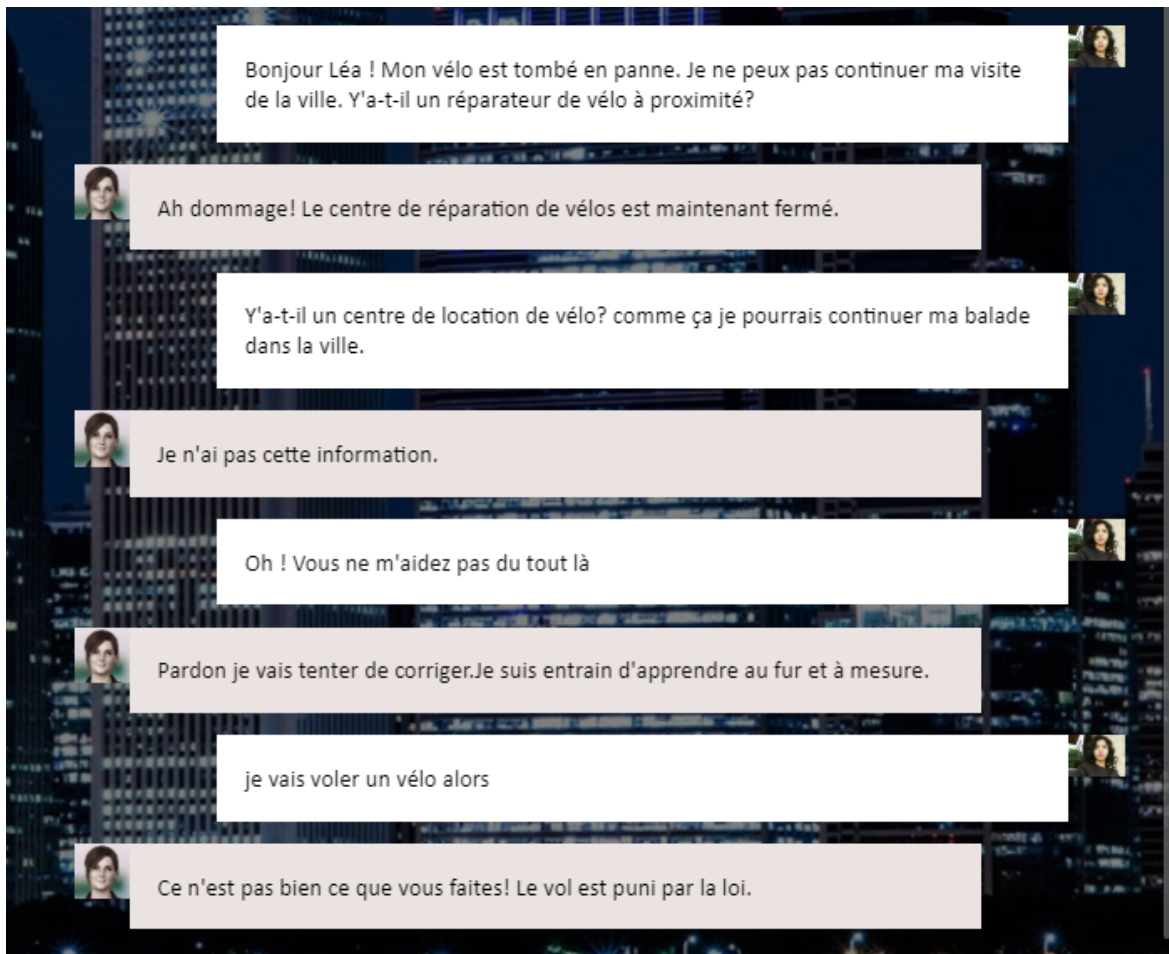 Bonjour Léa ! Mon vélo est tombé en panne. Je ne peux pas continuer ma visite
de la ville. Y'a-t-il un réparateur de vélo à proximité?
Ah dommage! Le centre de réparation de vélos est maintenant fermé.
Y'a-t-il un centre de location de vélo? comme ça je pourrais continuer ma balade
dans la ville.
Je n'ai pas cette information.
Oh ! Vous ne m'aidez pas du tout là
Pardon je vais tenter de corriger.Je suis entrain d'apprendre au fur et à mesure.
je vais voler un vélo alors
Ce n'est pas bien ce que vous faites! Le vol est puni par la loi.